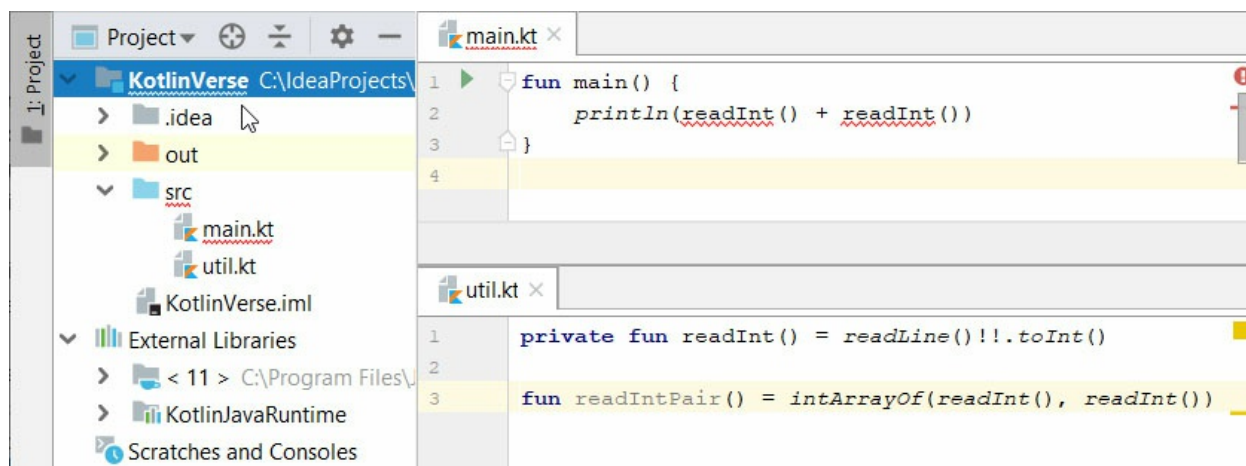 1: Project
Project
KotlinVerse C:\IdeaProjects\
.idea
out
src
main.kt
util.kt
KotlinVerse.iml
External Libraries
< 11 > C:\Program Files\J
KotlinJavaRuntime
Scratches and Consoles
main.kt
1 fun main() {
2 println(readInt() + readInt())
3 }
4
util.kt
1 private fun readInt() = readLine()!!.toInt()
2
3 fun readIntPair() = intArrayOf(readInt(), readInt())